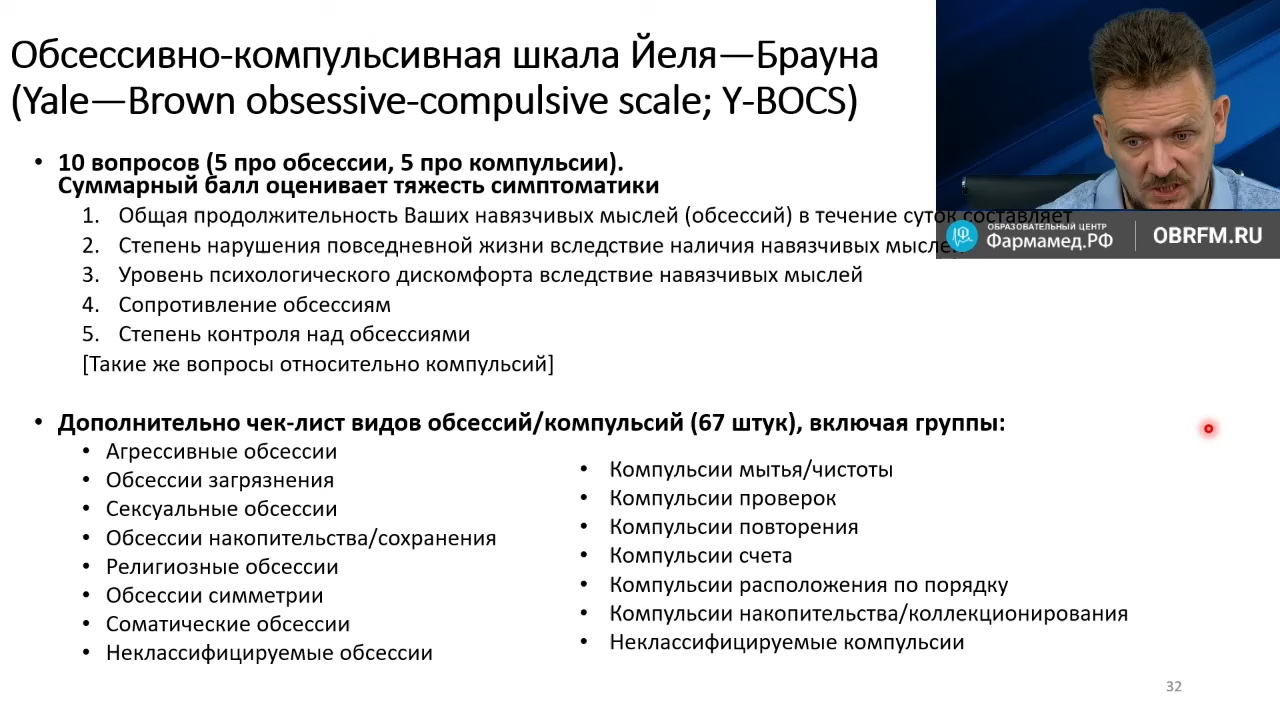 Обсессивно-компульсивная шкала Йеля—Брауна
(Yale—Brown obsessive-compulsive scale; Y-BOCS)
• 10 вопросов (5 про обсессии, 5 про компульсии).
Суммарный балл оценивает тяжесть симптоматики
1. Общая продолжительность Ваших навязчивых мыслей (обсессий) в течение суток составляет
2. Степень нарушения повседневной жизни вследствие наличия навязчивых
3. Уровень психологического дискомфорта вследствие навязчивых мыслей
4. Сопротивление обсессиям
5. Степень контроля над обсессиями
[Такие же вопросы относительно компульсий]
ОБРАЗОВАТЕЛЬНЫЙ ЦЕНТР
Фармамед.РФ
OBRFM.RU
• Дополнительно чек-лист видов обсессий/компульсий (67 штук), включая группы:
• Агрессивные обсессии
• Обсессии загрязнения
• Сексуальные обсессии
• Обсессии накопительства/сохранения
• Религиозные обсессии
• Обсессии симметрии
• Соматические обсессии
• Неклассифицируемые обсессии
• Компульсии мытья/чистоты
• Компульсии проверок
• Компульсии повторения
• Компульсии счета
• Компульсии расположения по порядку
• Компульсии накопительства/коллекционирования
• Неклассифицируемые компульсии
32